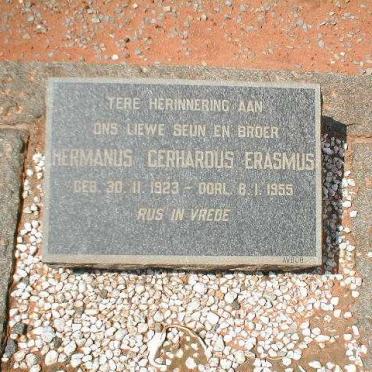 TERE HERINNERING AAN
ONS LIEWE SEUN EN BROER
HERMANUS GERHARDUS ERASMUS
GEB. 30. 11. 1923 - OORL. 8. 1. 1955
RUS IN VREDE